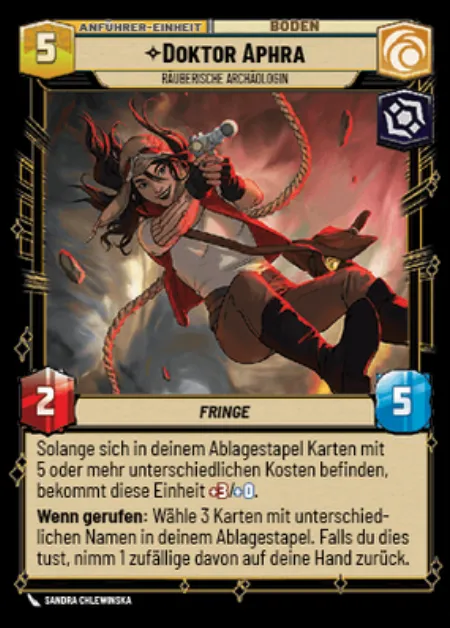 5
ANFÜHRER-EINHEIT
BODEN
DOKTOR APHRA
RÄUBERISCHE ARCHÄOLOGIN
2
FRINGE
5
Solange sich in deinem Ablagestapel Karten mit
5 oder mehr unterschiedlichen Kosten befinden,
bekommt diese Einheit +3/+0.
Wenn gerufen: Wähle 3 Karten mit unterschied-
lichen Namen in deinem Ablagestapel. Falls du dies
tust, nimm 1 zufällige davon auf deine Hand zurück.
SANDRA CHLEWINSKA